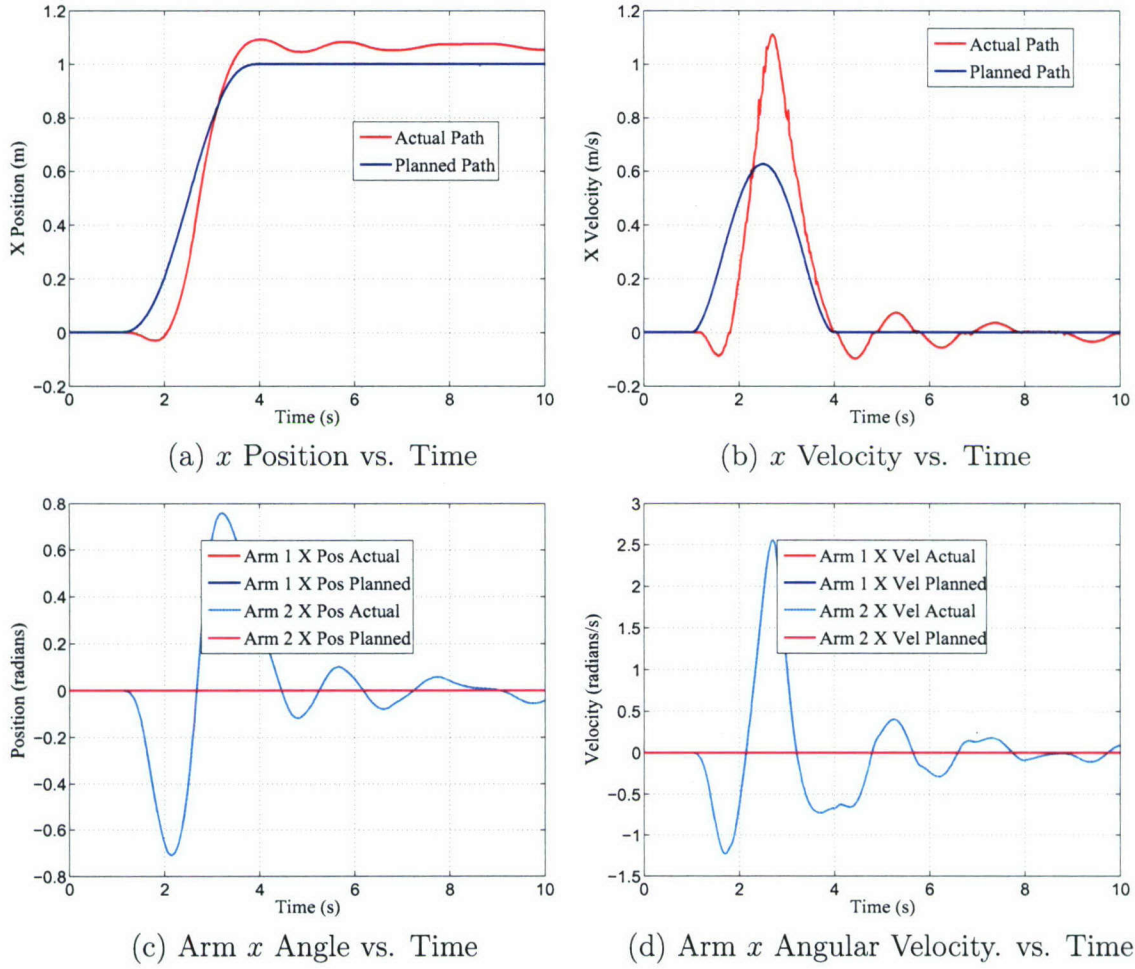 1.2
1
0.8
0.6
0.4
0.2
0
−0.2
X Position (m)
Actual Path
Planned Path
0 2 4 6 8 10
Time (s)
(a) x Position vs. Time
1.2
1
0.8
0.6
0.4
0.2
0
−0.2
X Velocity (m/s)
Actual Path
Planned Path
0 2 4 6 8 10
Time (s)
(b) x Velocity vs. Time
0.8
0.6
0.4
0.2
0
−0.2
−0.4
−0.6
−0.8
Position (radians)
Arm 1 X Pos Actual
Arm 1 X Pos Planned
Arm 2 X Pos Actual
Arm 2 X Pos Planned
0 2 4 6 8 10
Time (s)
(c) Arm x Angle vs. Time
3
2.5
2
1.5
1
0.5
0
−0.5
−1
−1.5
Velocity (radians/s)
Arm 1 X Vel Actual
Arm 1 X Vel Planned
Arm 2 X Vel Actual
Arm 2 X Vel Planned
0 2 4 6 8 10
Time (s)
(d) Arm x Angular Velocity. vs. Time